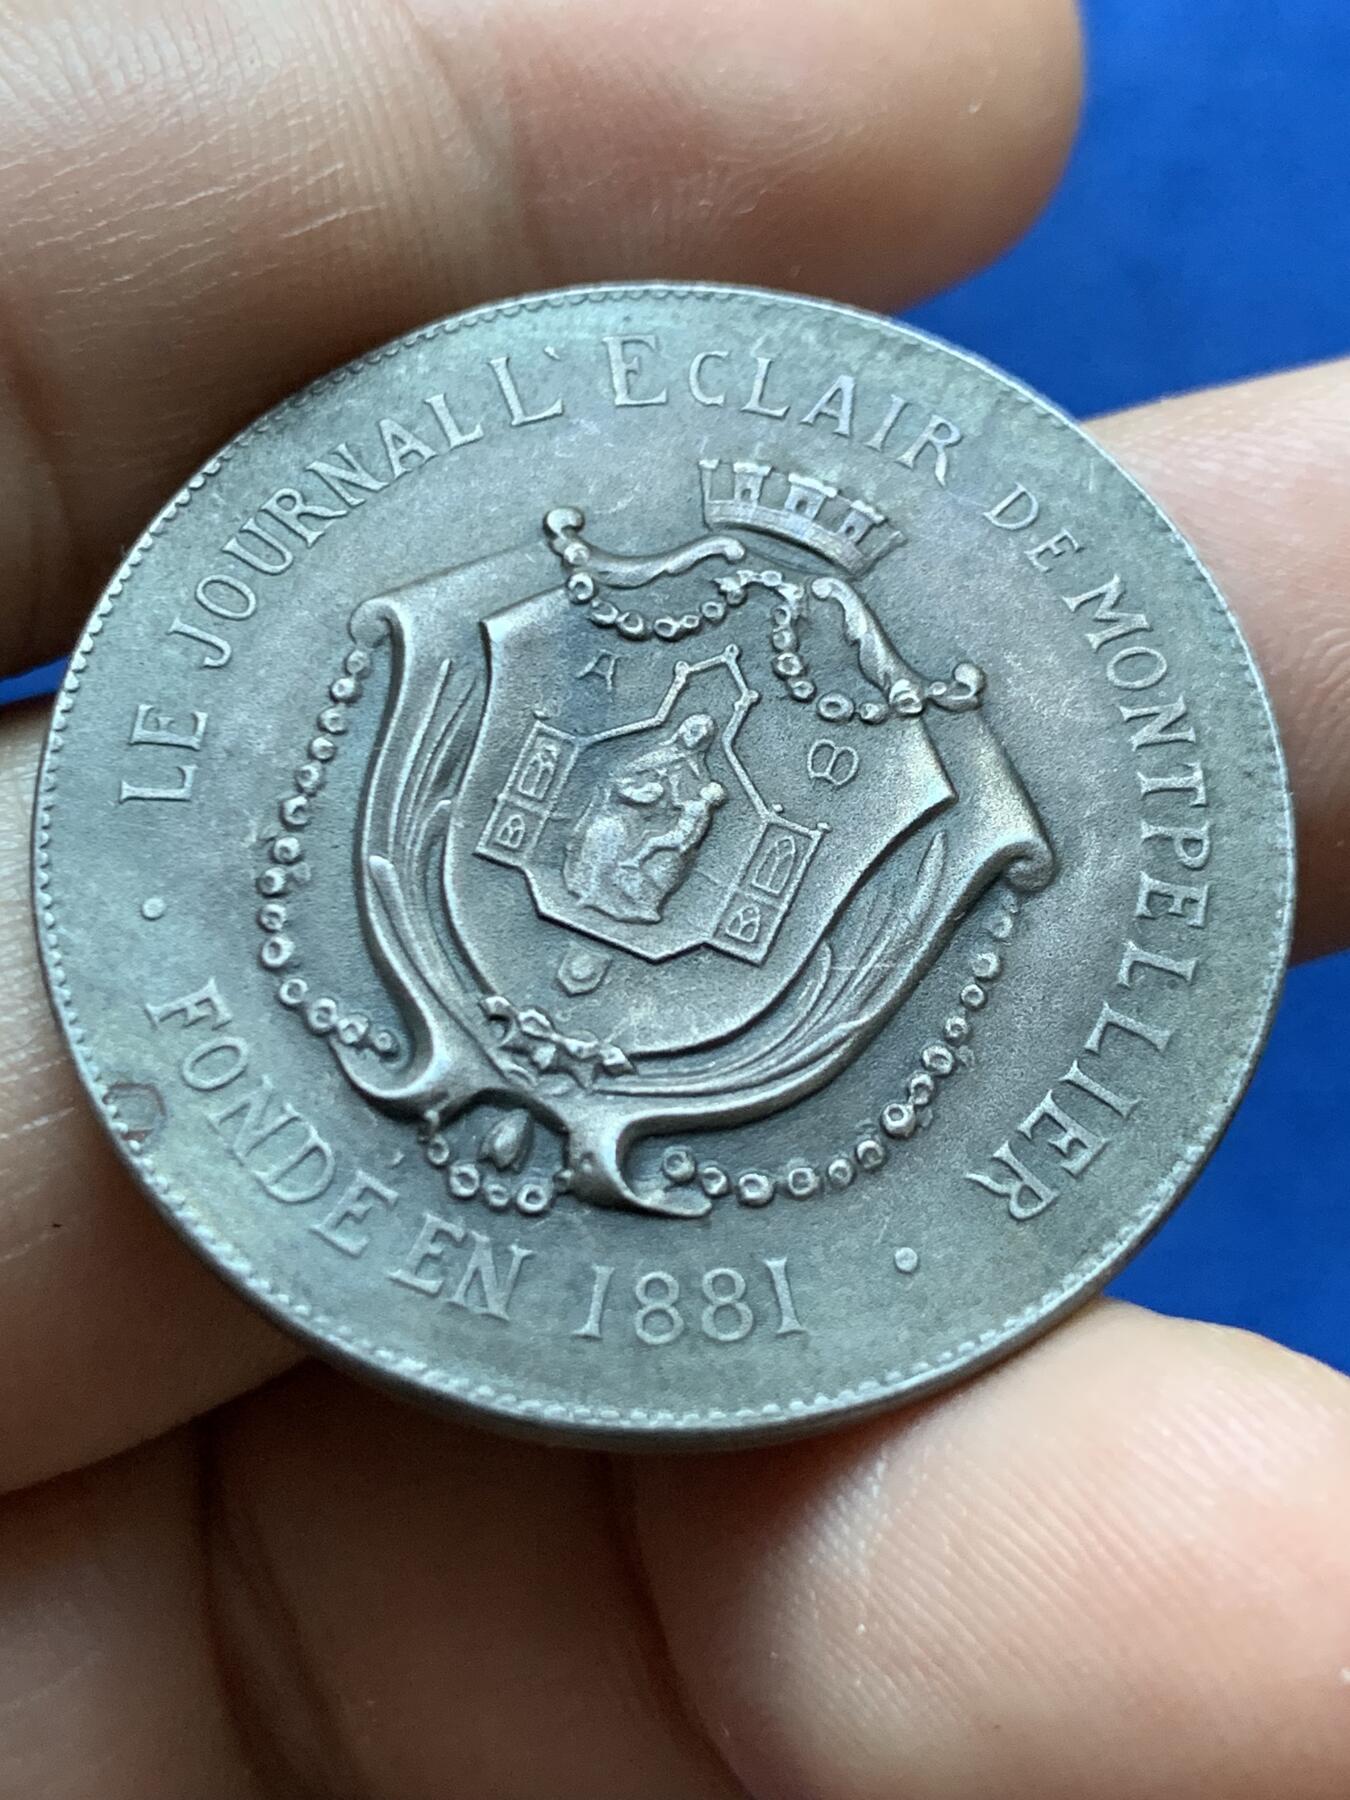 LE JOURNAL L'ECLAIR DE MONTPELLIER
A B
· FONDÉ EN 1881 ·